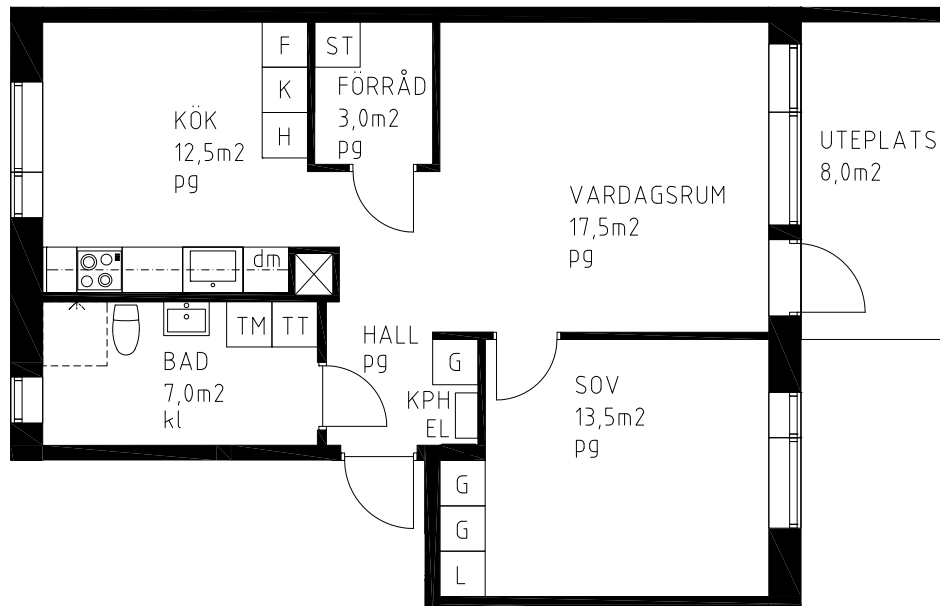 F
K
H
ST
FÖRRÅD
3,0m2
pg
KÖK
12,5m2
pg
UTEPLATS
8,0m2
VARDAGSRUM
17,5m2
pg
dm
TM
TT
BAD
7,0m2
kl
HALL
pg
G
KPH
EL
SOV
13,5m2
pg
G
G
L